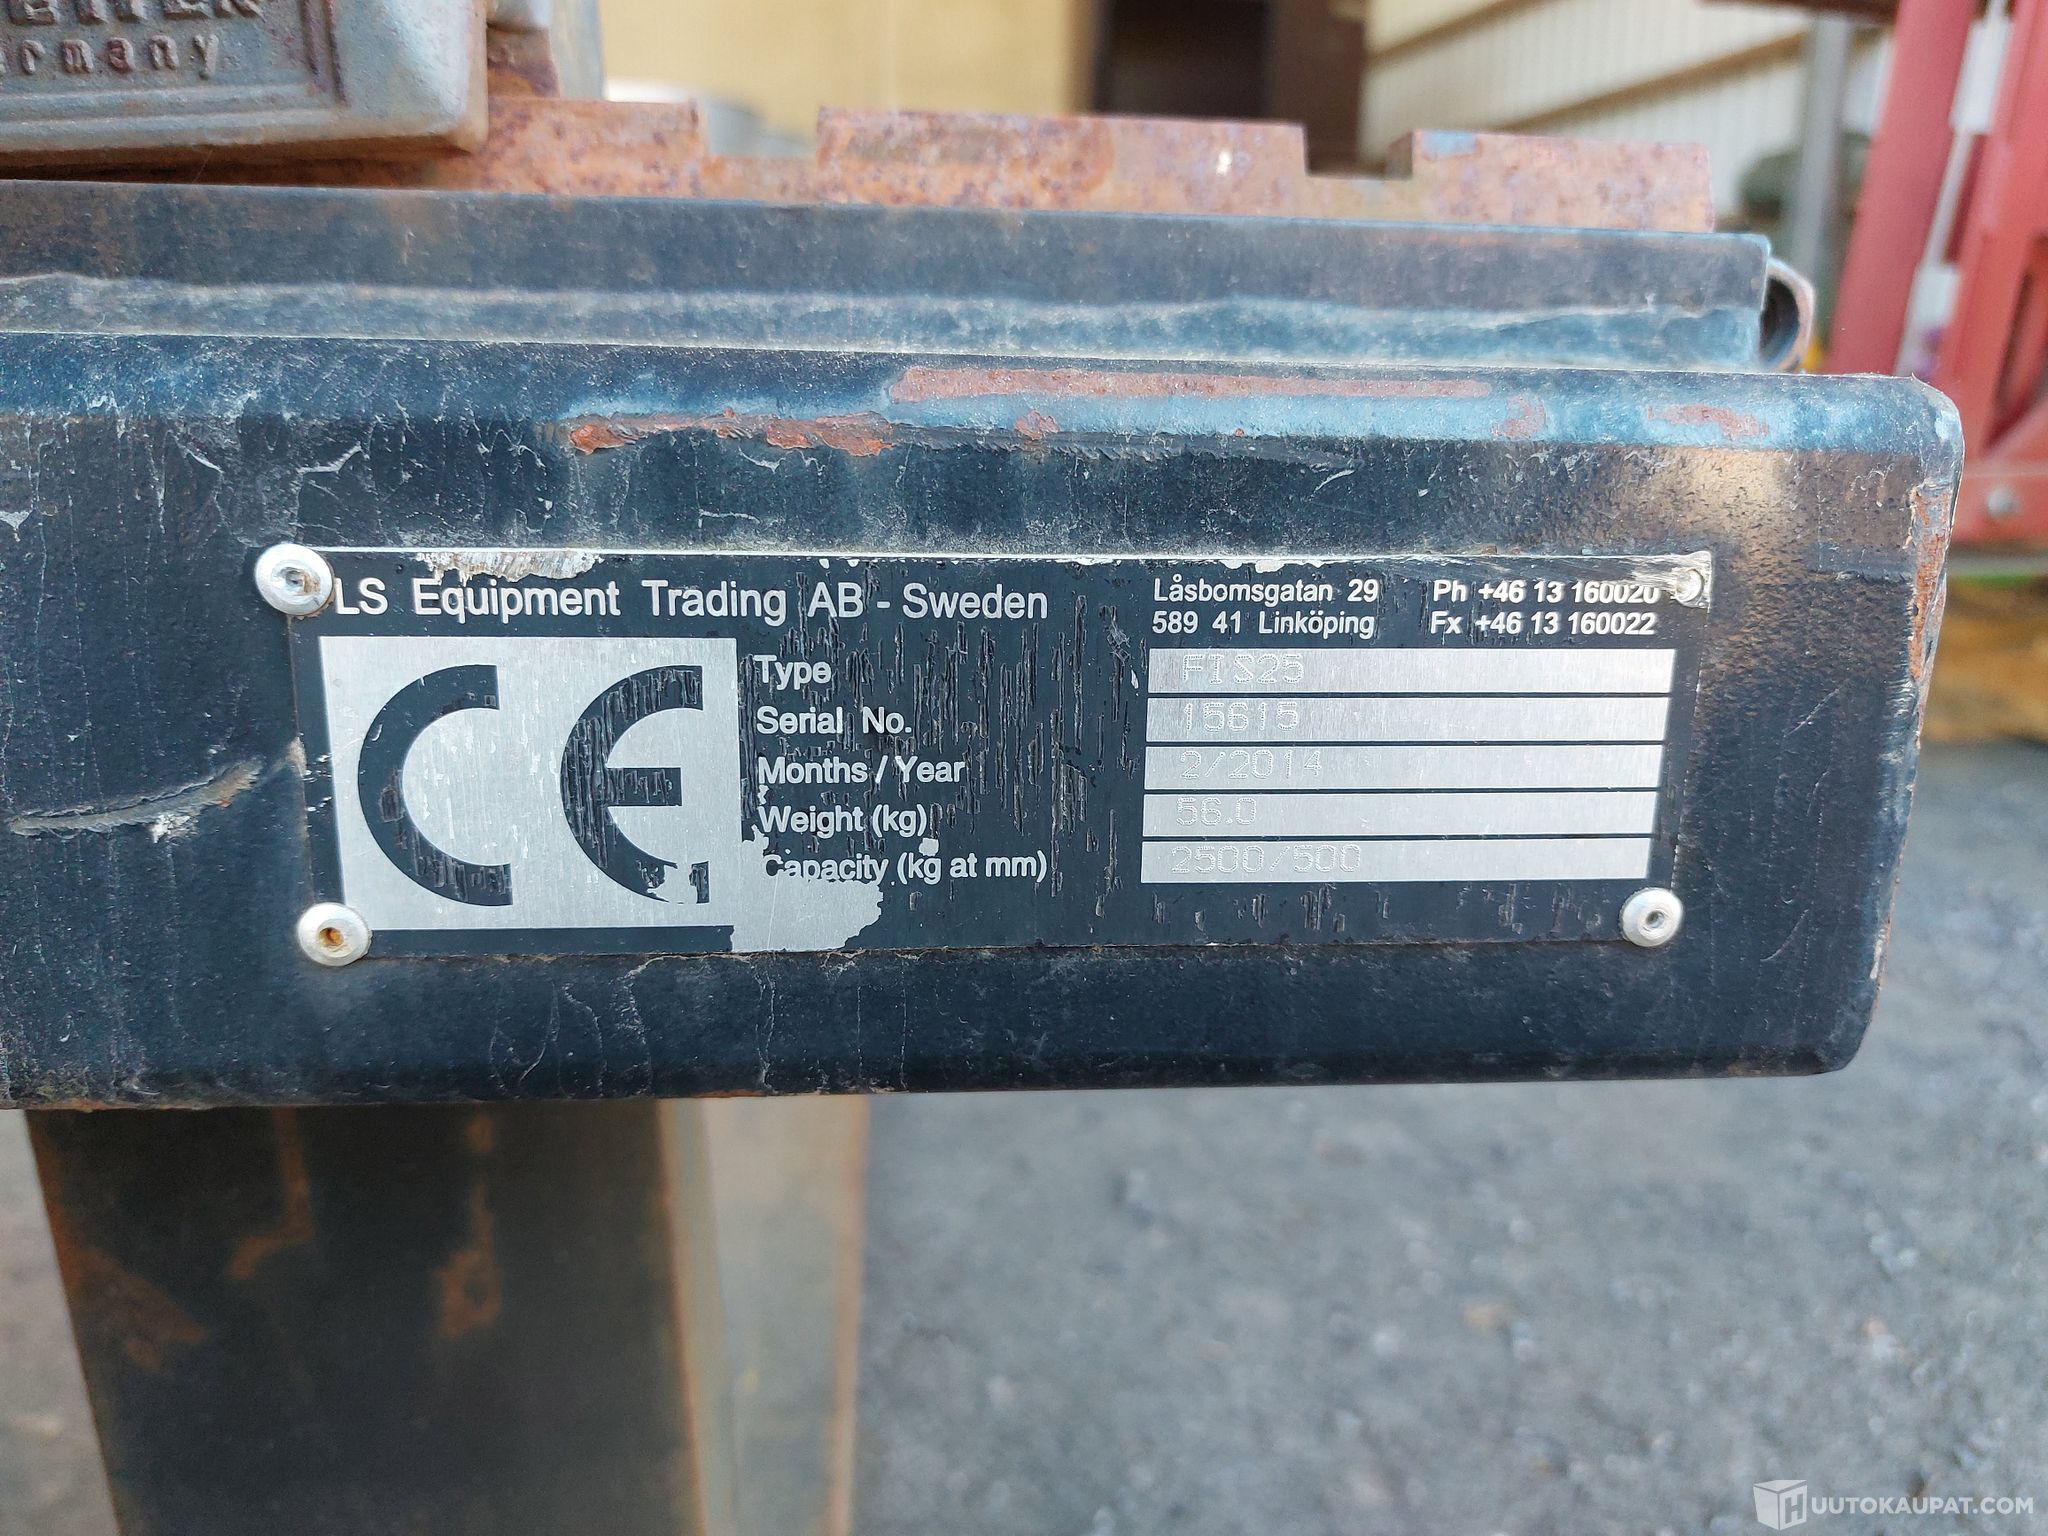 Germany
LS Equipment Trading AB - Sweden
Låsbomsgatan 29 Ph +46 13 160020
589 41 Linköping Fx +46 13 160022
CE
Type FIS25
Serial No. 15615
Months / Year 2/2014
Weight (kg) 56.0
Capacity (kg at mm) 2500/500
HUUTOKAUPAT.COM